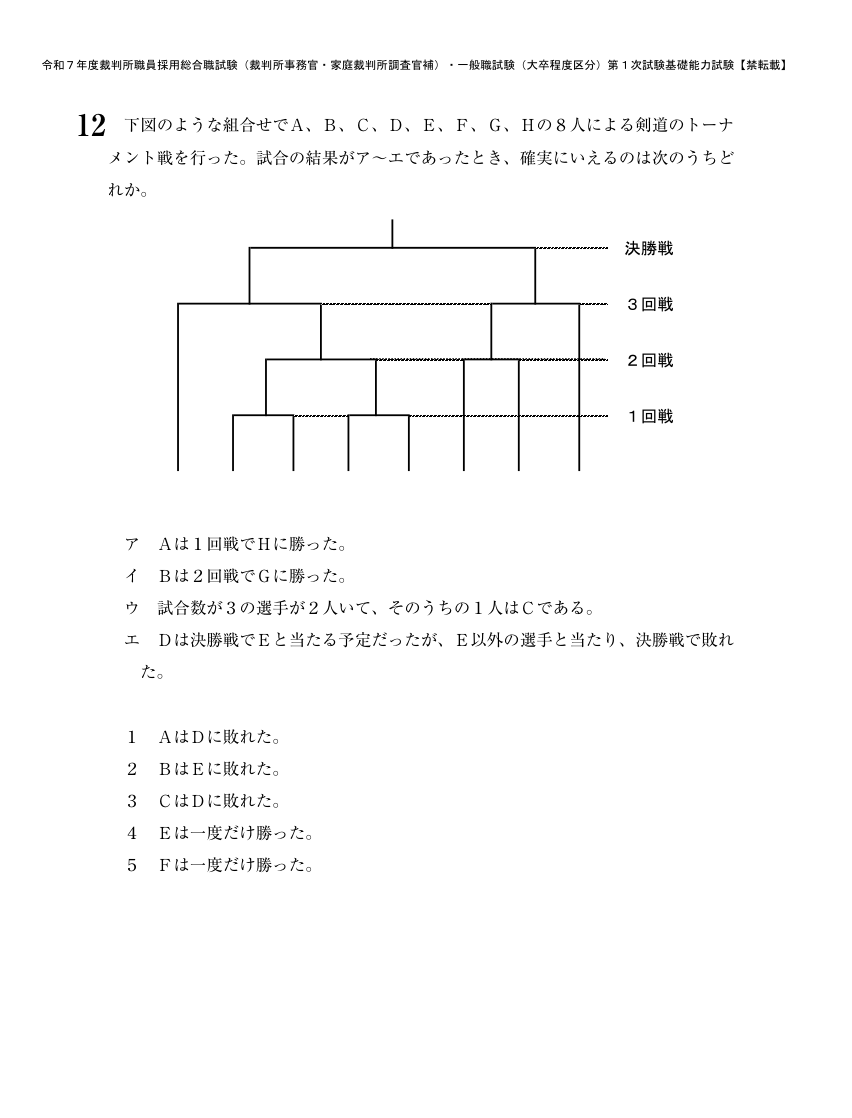 令和７年度裁判所職員採用総合職試験（裁判所事務官・家庭裁判所調査官補）・一般職試験（大卒程度区分）第１次試験基礎能力試験【禁転載】
12 下図のような組合せでＡ、Ｂ、Ｃ、Ｄ、Ｅ、Ｆ、Ｇ、Ｈの８人による剣道のトーナ
メント戦を行った。試合の結果がア～エであったとき、確実にいえるのは次のうちど
れか。
決勝戦
３回戦
２回戦
１回戦
ア　Ａは１回戦でＨに勝った。
イ　Ｂは２回戦でＧに勝った。
ウ　試合数が３の選手が２人いて、そのうちの１人はＣである。
エ　Ｄは決勝戦でＥと当たる予定だったが、Ｅ以外の選手と当たり、決勝戦で敗れ
た。
１　ＡはＤに敗れた。
２　ＢはＥに敗れた。
３　ＣはＤに敗れた。
４　Ｅは一度だけ勝った。
５　Ｆは一度だけ勝った。